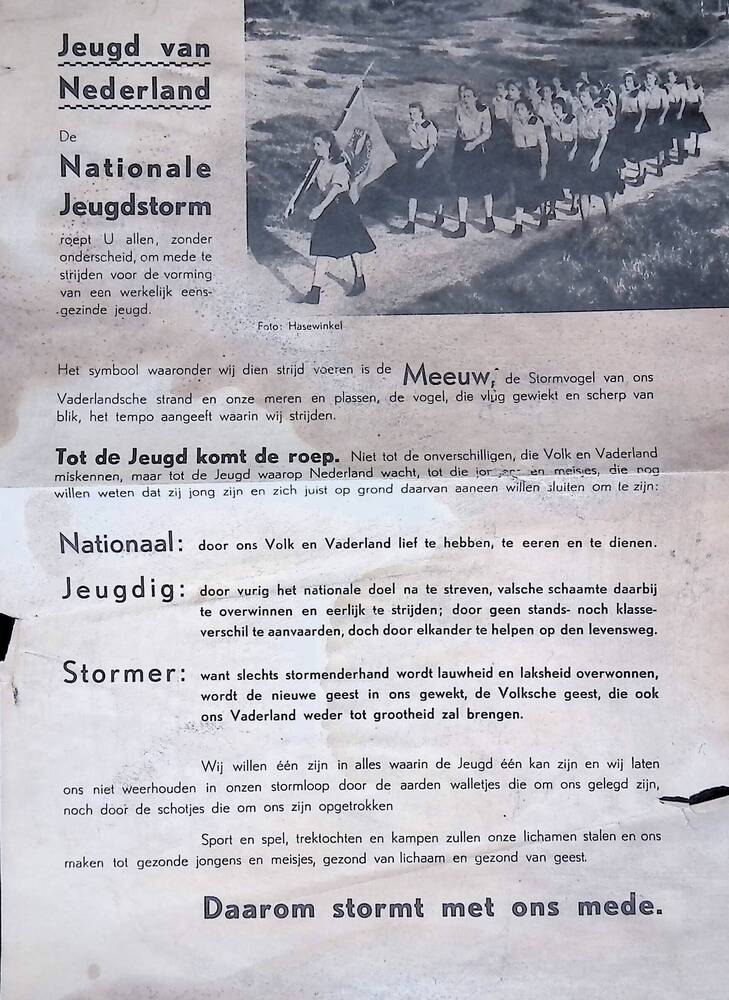 Jeugd van
Nederland
De
Nationale
Jeugdstorm
roept U allen, zonder
onderscheid, om mede te
strijden voor de vorming
van een werkelijk eens-
gezinde jeugd.
Foto: Hasewinkel
Het symbool waaronder wij dien strijd voeren is de Meeuw, de Stormvogel van ons
Vaderlandsche strand en onze meren en plassen, de vogel, die vlug gewiekt en scherp van
blik, het tempo aangeeft waarin wij strijden.
Tot de Jeugd komt de roep. Niet tot de onverschilligen, die Volk en Vaderland
miskennen, maar tot de Jeugd waarop Nederland wacht, tot die en meisjes, die nog
willen weten dat zij jong zijn en zich juist op grond daarvan aaneen willen sluiten om te zijn:
Nationaal: door ons Volk en Vaderland lief te hebben, te eeren en te dienen.
Jeugdig: door vurig het nationale doel na te streven, valsche schaamte daarbij
te overwinnen en eerlijk te strijden; door geen stands- noch klasse-
verschil te aanvaarden, doch door elkander te helpen op den levensweg.
Stormer: want slechts stormenderhand wordt lauwheid en laksheid overwonnen,
wordt de nieuwe geest in ons gewekt, de Volksche geest, die ook
ons Vaderland weder tot grootheid zal brengen.
Wij willen één zijn in alles waarin de Jeugd één kan zijn en wij laten
ons niet weerhouden in onzen stormloop door de aarden walletjes die om ons gelegd zijn,
noch door de schotjes die om ons zijn opgetrokken
Sport en spel, trektochten en kampen zullen onze lichamen stalen en ons
maken tot gezonde jongens en meisjes, gezond van lichaam en gezond van geest.
Daarom stormt met ons mede.